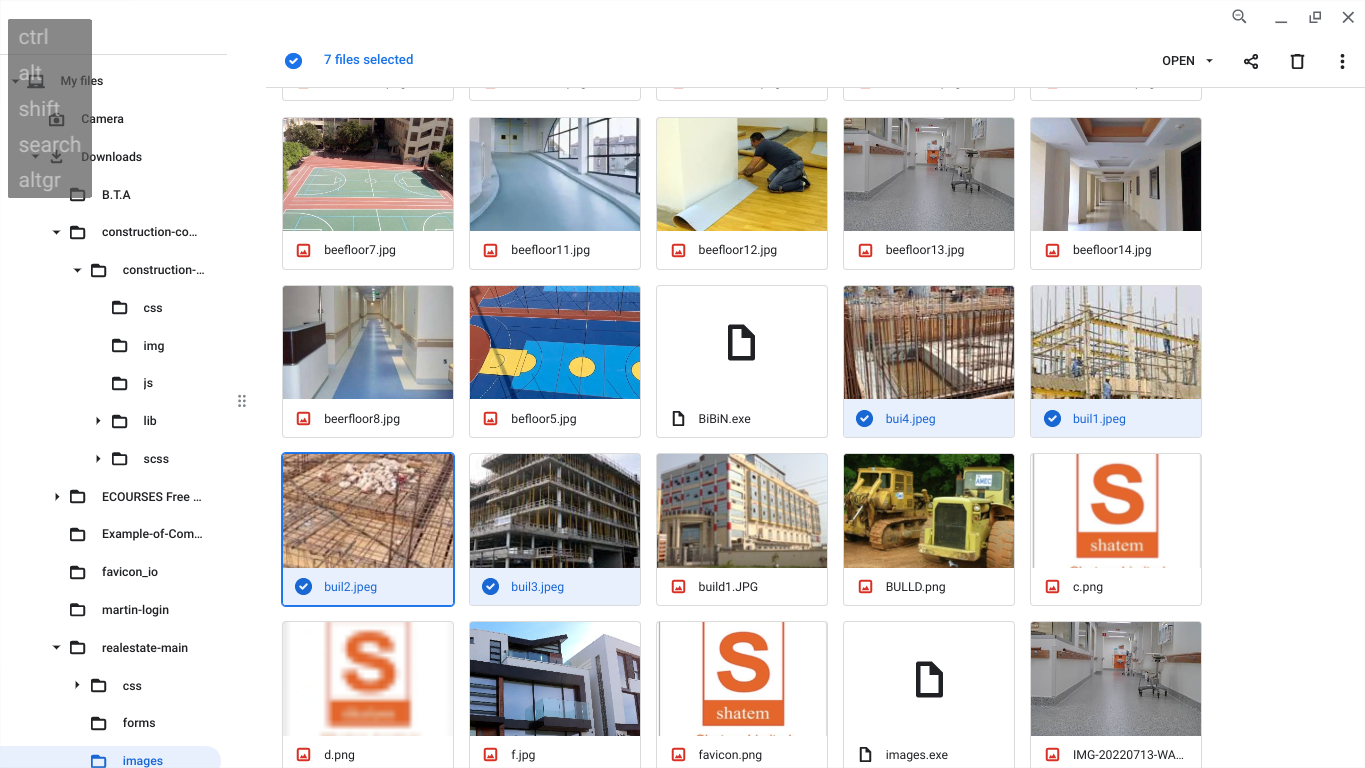 ctrl
alt
shift
search
altgr
7 files selected
OPEN
My files
Camera
Downloads
B.T.A
construction-co...
construction-...
css
img
js
lib
scss
ECOURSES Free ...
Example-of-Com...
favicon_io
martin-login
realestate-main
css
forms
images
beefloor7.jpg
beefloor11.jpg
beefloor12.jpg
beefloor13.jpg
beefloor14.jpg
beerfloor8.jpg
befloor5.jpg
BiBiN.exe
bui4.jpeg
buil1.jpeg
AMEC
S
shatem
buil2.jpeg
buil3.jpeg
build1.JPG
BULLD.png
c.png
S
shatem
S
shatem
d.png
f.jpg
favicon.png
images.exe
IMG-20220713-WA...